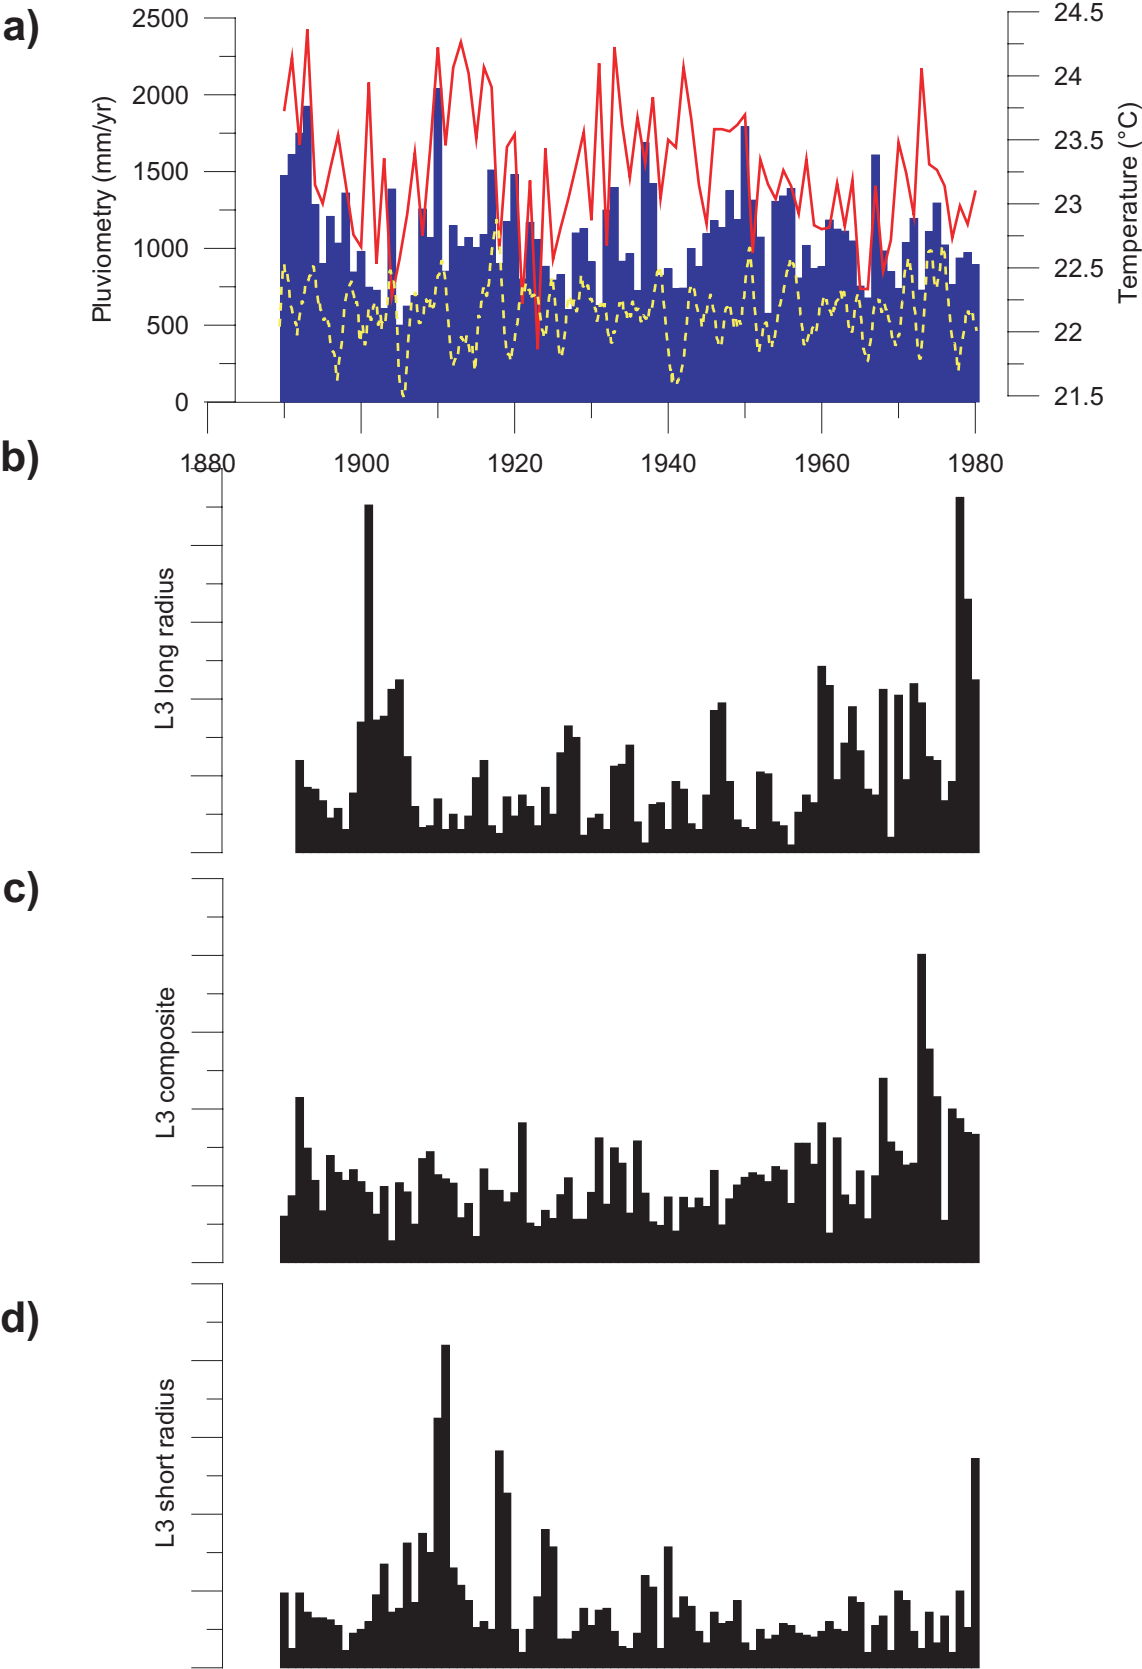 a)
Pluviometry (mm/yr)
2500
2000
1500
1000
500
0
24.5
24
23.5
23
22.5
22
21.5
Temperature (°C)
1880 1900 1920 1940 1960 1980
b)
L3 long radius
c)
L3 composite
d)
L3 short radius